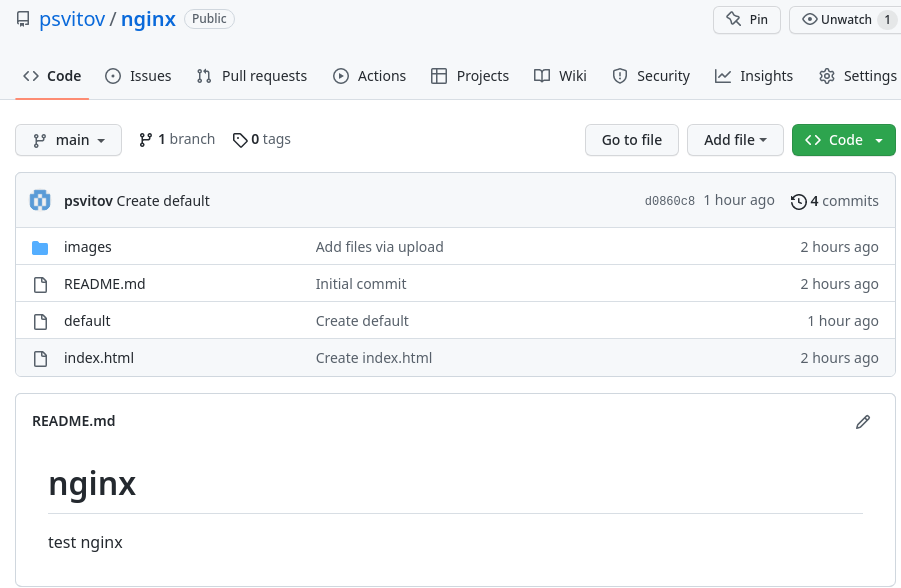 psvitov / nginx Public Pin Unwatch 1
Code Issues Pull requests Actions Projects Wiki Security Insights Settings
main 1 branch 0 tags Go to file Add file Code
psvitov Create default d0860c8 1 hour ago 4 commits
images Add files via upload 2 hours ago
README.md Initial commit 2 hours ago
default Create default 1 hour ago
index.html Create index.html 2 hours ago
README.md
nginx
test nginx